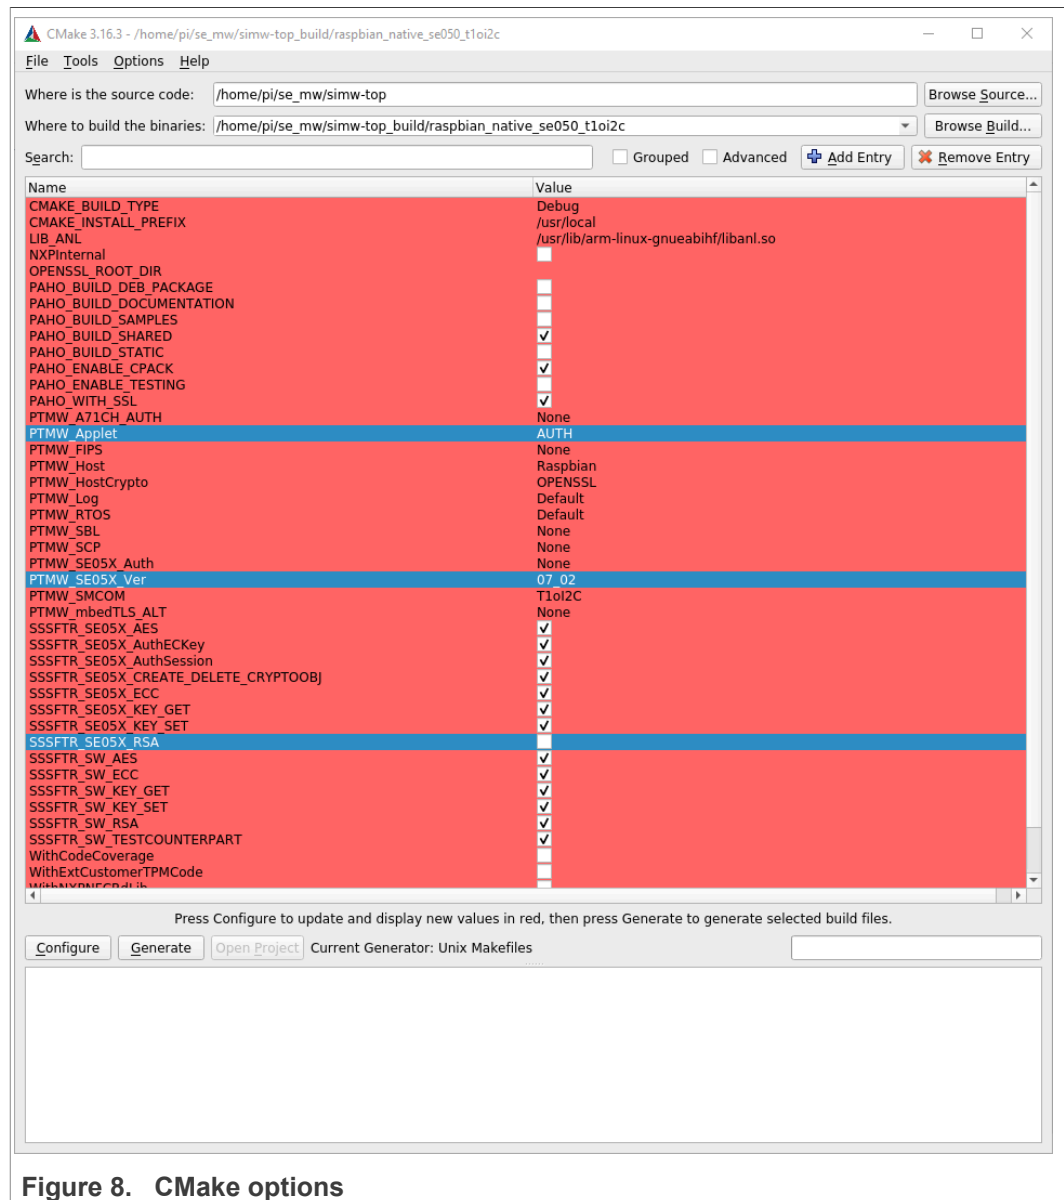 CMake 3.16.3 - /home/pi/se_mw/simw-top_build/raspbian_native_se050_t1oi2c
File Tools Options Help
Where is the source code: /home/pi/se_mw/simw-top Browse Source...
Where to build the binaries: /home/pi/se_mw/simw-top_build/raspbian_native_se050_t1oi2c Browse Build...
Search: Grouped Advanced Add Entry Remove Entry
Name Value
CMAKE_BUILD_TYPE Debug
CMAKE_INSTALL_PREFIX /usr/local
LIB_ANL /usr/lib/arm-linux-gnueabihf/libanl.so
NXPInternal
OPENSSL_ROOT_DIR
PAHO_BUILD_DEB_PACKAGE
PAHO_BUILD_DOCUMENTATION
PAHO_BUILD_SAMPLES
PAHO_BUILD_SHARED
PAHO_BUILD_STATIC
PAHO_ENABLE_CPACK
PAHO_ENABLE_TESTING
PAHO_WITH_SSL
PTMW_A71CH_AUTH None
PTMW_Applet AUTH
PTMW_FIPS None
PTMW_Host Raspbian
PTMW_HostCrypto OPENSSL
PTMW_Log Default
PTMW_RTOS Default
PTMW_SBL None
PTMW_SCP None
PTMW_SE05X_Auth None
PTMW_SE05X_Ver 07_02
PTMW_SMCOM T1oI2C
PTMW_mbedTLS_ALT None
SSSFTR_SE05X_AES
SSSFTR_SE05X_AuthECKey
SSSFTR_SE05X_AuthSession
SSSFTR_SE05X_CREATE_DELETE_CRYPTOOBJ
SSSFTR_SE05X_ECC
SSSFTR_SE05X_KEY_GET
SSSFTR_SE05X_KEY_SET
SSSFTR_SE05X_RSA
SSSFTR_SW_AES
SSSFTR_SW_ECC
SSSFTR_SW_KEY_GET
SSSFTR_SW_KEY_SET
SSSFTR_SW_RSA
SSSFTR_SW_TESTCOUNTERPART
WithCodeCoverage
WithExtCustomerTPMCode
Press Configure to update and display new values in red, then press Generate to generate selected build files.
Configure Generate Open Project Current Generator: Unix Makefiles
Figure 8. CMake options